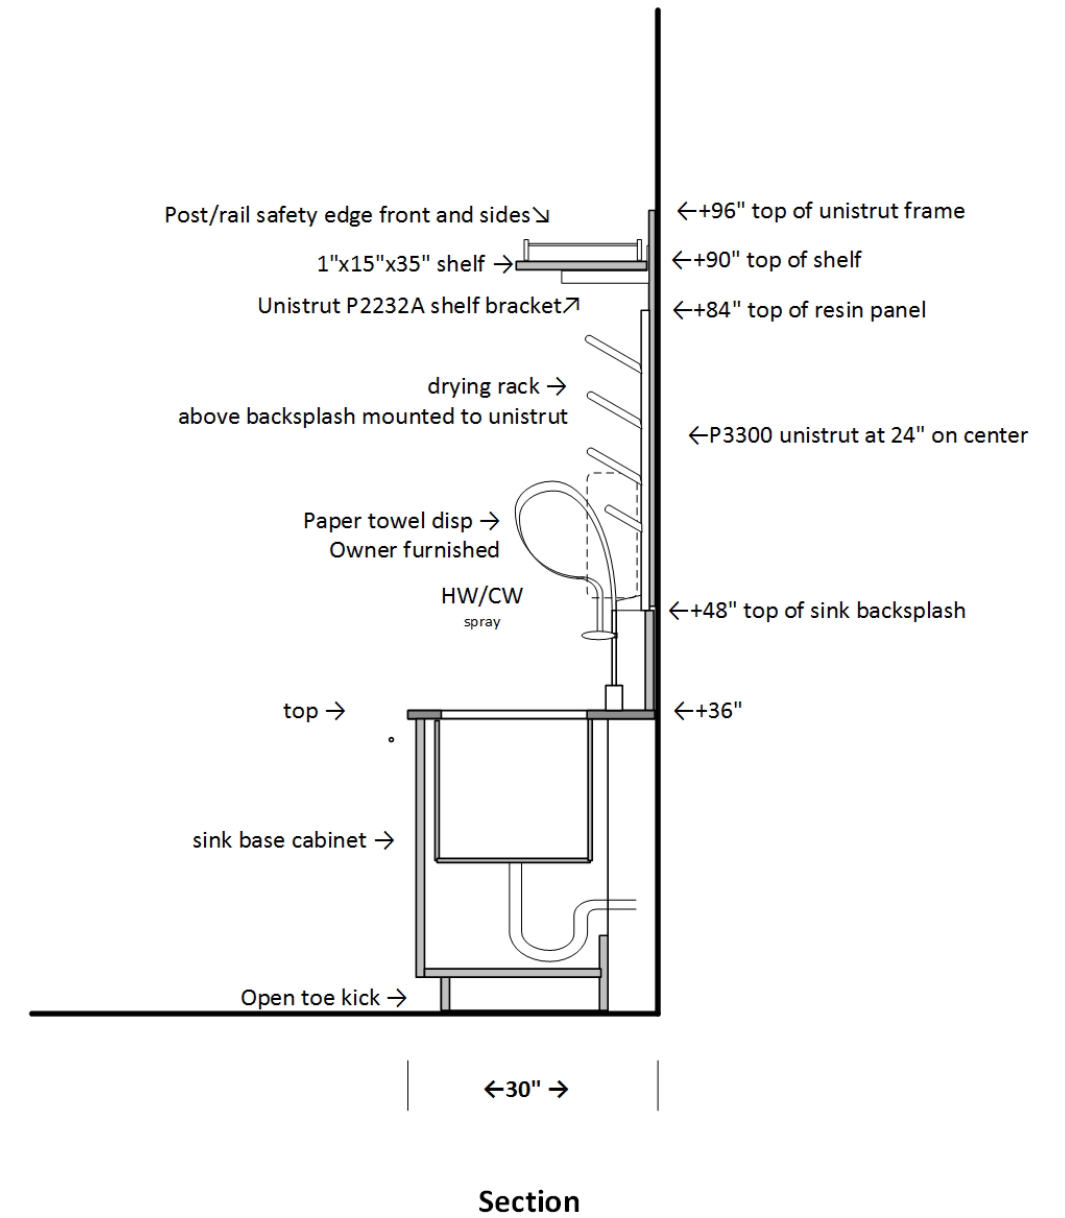 Post/rail safety edge front and sides↘
←+96" top of unistrut frame
1"x15"x35" shelf →
←+90" top of shelf
Unistrut P2232A shelf bracket↗
←+84" top of resin panel
drying rack →
above backsplash mounted to unistrut
←P3300 unistrut at 24" on center
Paper towel disp →
Owner furnished
HW/CW
spray
←+48" top of sink backsplash
top →
←+36"
sink base cabinet →
Open toe kick →
←30" →
Section